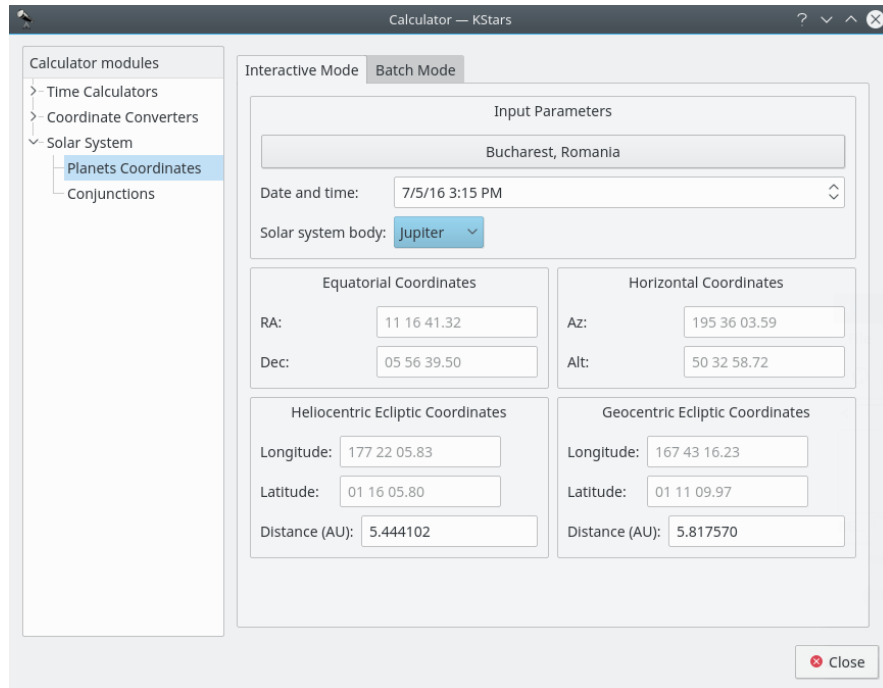 Calculator — KStars
Calculator modules
Time Calculators
Coordinate Converters
Solar System
Planets Coordinates
Conjunctions
Interactive Mode Batch Mode
Input Parameters
Bucharest, Romania
Date and time: 7/5/16 3:15 PM
Solar system body: Jupiter
Equatorial Coordinates
RA: 11 16 41.32
Dec: 05 56 39.50
Horizontal Coordinates
Az: 195 36 03.59
Alt: 50 32 58.72
Heliocentric Ecliptic Coordinates
Longitude: 177 22 05.83
Latitude: 01 16 05.80
Distance (AU): 5.444102
Geocentric Ecliptic Coordinates
Longitude: 167 43 16.23
Latitude: 01 11 09.97
Distance (AU): 5.817570
Close